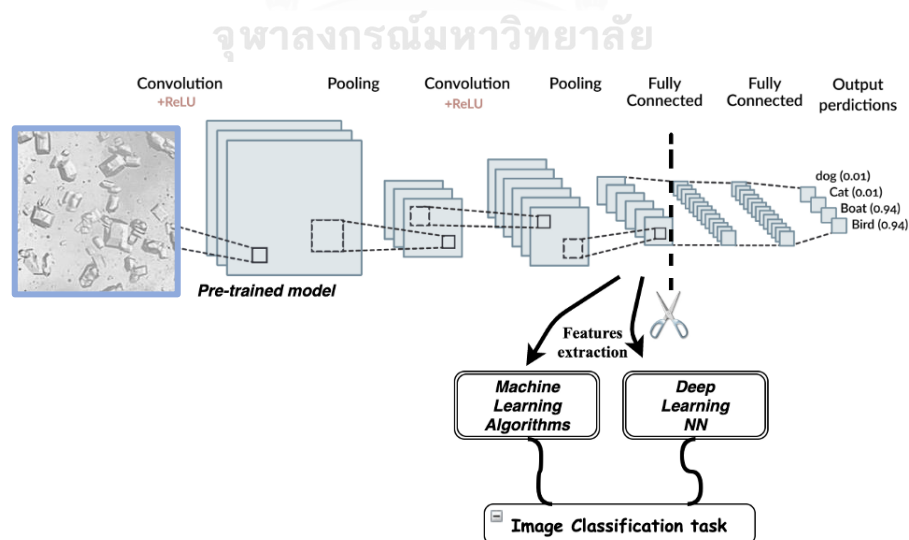 จุฬาลงกรณ์มหาวิทยาลัย
Convolution
+ReLU
Pooling
Convolution
+ReLU
Pooling
Fully
Connected
Fully
Connected
Output
perdictions
dog (0.01)
Cat (0.01)
Boat (0.94)
Bird (0.94)
Pre-trained model
Features
extraction
Machine
Learning
Algorithms
Deep
Learning
NN
Image Classification task